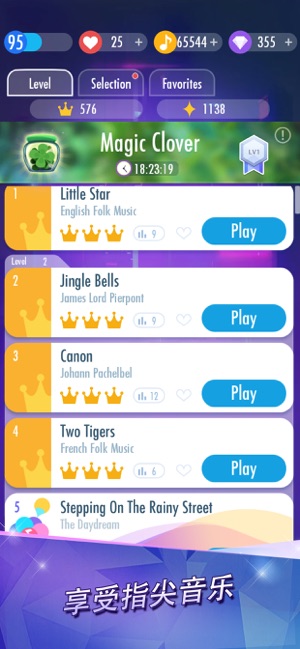 95
25 +
65544 +
355 +
Level
Selection
Favorites
576
1138
Magic Clover
18:23:19
LV1
1
Little Star
English Folk Music
9
Play
Level 2
2
Jingle Bells
James Lord Pierpont
9
Play
3
Canon
Johann Pachelbel
12
Play
4
Two Tigers
French Folk Music
6
Play
5
Stepping On The Rainy Street
The Daydream
享受指尖音乐